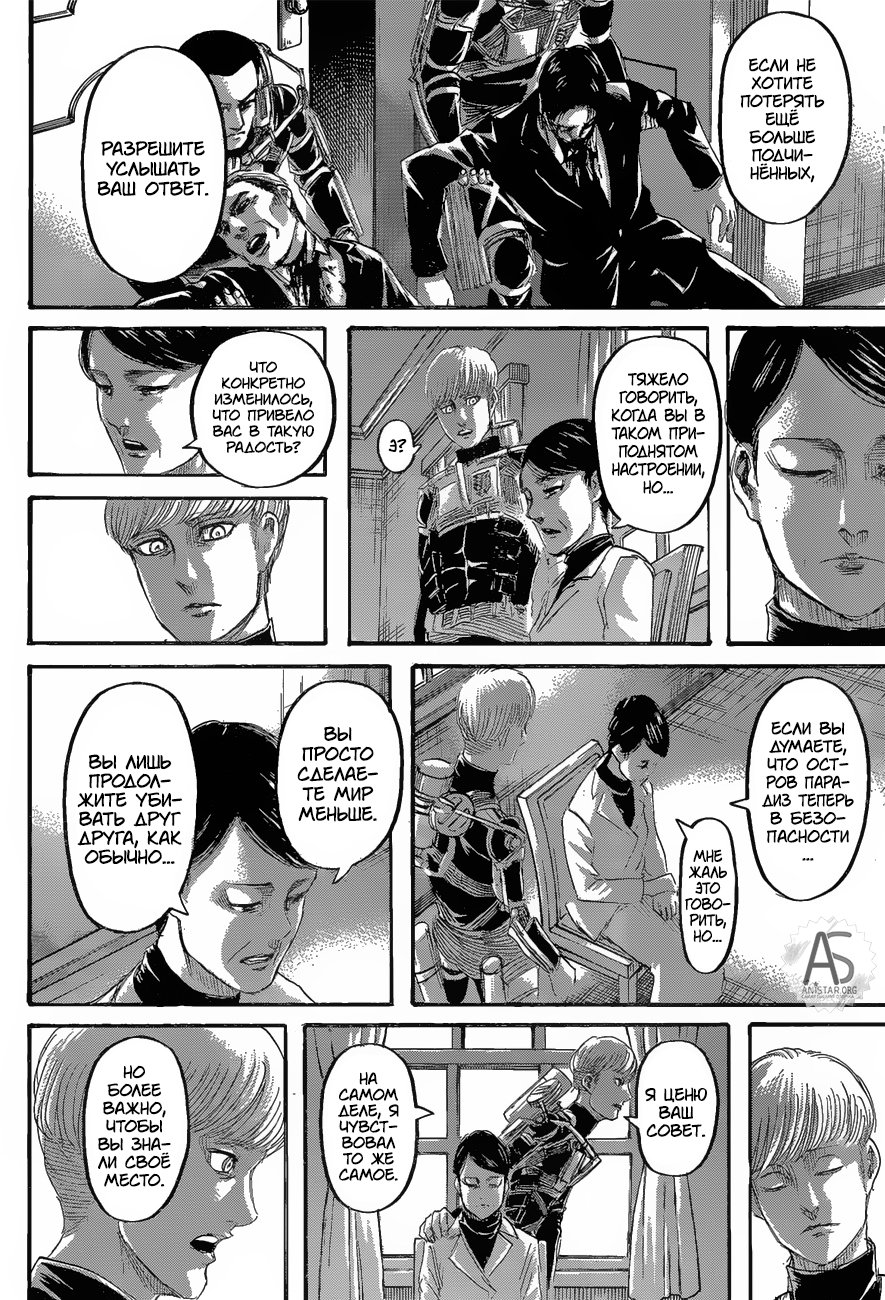 ЕСЛИ НЕ
ХОТИТЕ
ПОТЕРЯТЬ
ЕЩЁ
БОЛЬШЕ
ПОДЧИ-
НЁННЫХ,
РАЗРЕШИТЕ
УСЛЫШАТЬ
ВАШ ОТВЕТ.
ТЯЖЕЛО
ГОВОРИТЬ,
КОГДА ВЫ В
ТАКОМ ПРИ-
ПОДНЯТОМ
НАСТРОЕНИИ,
НО...
Э?
ЧТО
КОНКРЕТНО
ИЗМЕНИЛОСЬ,
ЧТО ПРИВЕЛО
ВАС В ТАКУЮ
РАДОСТЬ?
ЕСЛИ ВЫ
ДУМАЕТЕ,
ЧТО ОСТ-
РОВ ПАРА-
ДИЗ ТЕПЕРЬ
В БЕЗО-
ПАСНОСТИ
...
МНЕ
ЖАЛЬ ЭТО
ГОВО-
РИТЬ,
НО...
ВЫ
ПРОСТО
СДЕЛАЕ-
ТЕ МИР
МЕНЬШЕ.
ВЫ ЛИШЬ
ПРОДОЛ-
ЖИТЕ УБИ-
ВАТЬ ДРУГ
ДРУГА, КАК
ОБЫЧНО...
Я ЦЕНЮ
ВАШ
СОВЕТ.
НА
САМОМ
ДЕЛЕ, Я
ЧУВСТ-
ВОВАЛ
ТО ЖЕ
САМОЕ.
НО
БОЛЕЕ
ВАЖНО,
ЧТОБЫ
ВЫ ЗНА-
ЛИ СВОЁ
МЕСТО.
AS
ANISTAR.ORG